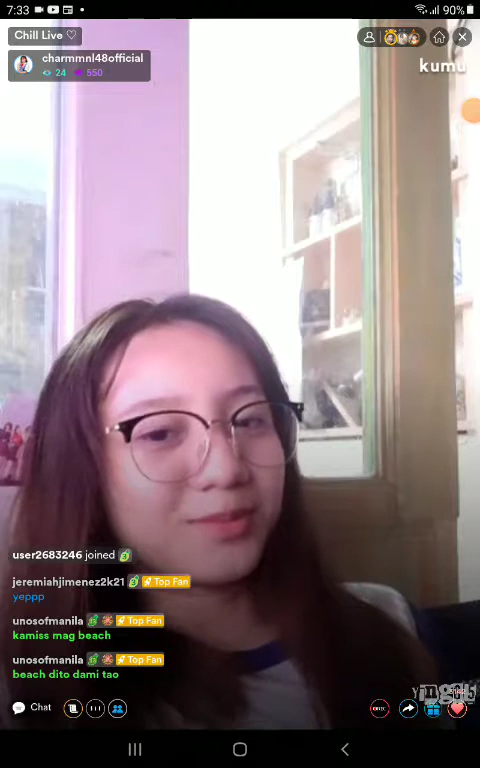 7:33
90%
Chill Live ♡
charmmnl48official
24 550
kumu
user2683246 joined
jeremiahjimenez2k21 Top Fan
yeppp
unosofmanila Top Fan
kamiss mag beach
unosofmanila Top Fan
beach dito dami tao
Chat